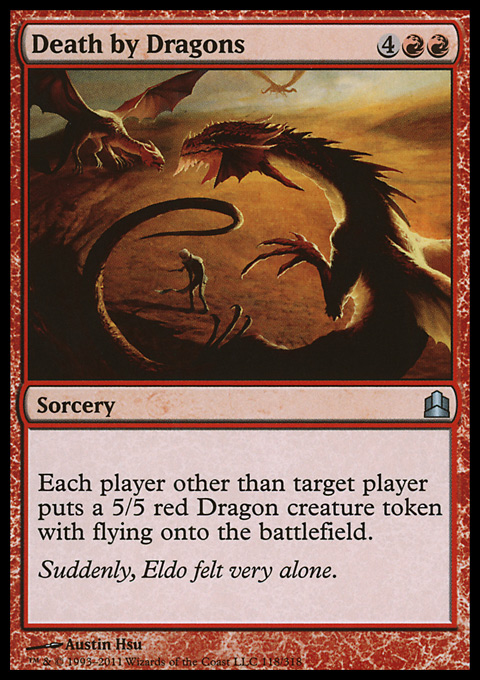 Death by Dragons 4
Sorcery
Each player other than target player
puts a 5/5 red Dragon creature token
with flying onto the battlefield.
Suddenly, Eldo felt very alone.
Austin Hsu
™ & © 1993-2011 Wizards of the Coast LLC 118/318